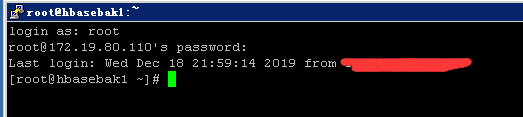 root@hbasebak1:~
login as: root
root@172.19.80.110's password:
Last login: Wed Dec 18 21:59:14 2019 from
[root@hbasebak1 ~]#